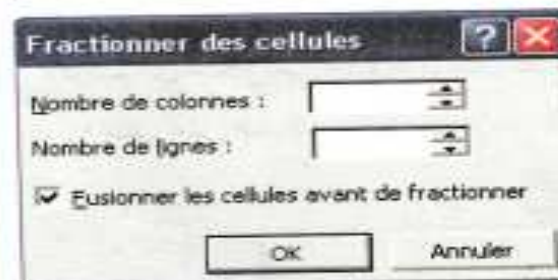 Fractionner des cellules
Nombre de colonnes :
Nombre de lignes :
Fusionner les cellules avant de fractionner
OK Annuler